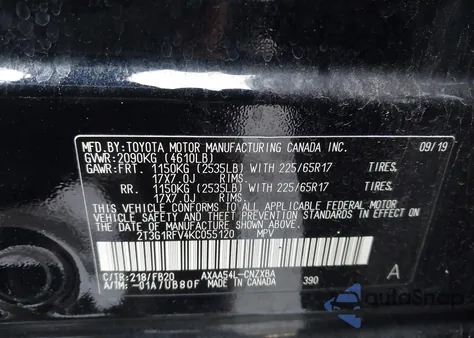 MFD.BY:TOYOTA MOTOR MANUFACTURING CANADA INC. 09/19
GVWR:2090KG (4610LB)
GAWR:FRT. 1150KG (2535LB) WITH 225/65R17 TIRES.
17X7.0J RIMS.
RR. 1150KG (2535LB) WITH 225/65R17 TIRES.
17X7.0J RIMS.
THIS VEHICLE CONFORMS TO ALL APPLICABLE FEDERAL MOTOR
VEHICLE SAFETY AND THEFT PREVENTION STANDARDS IN EFFECT
ON THE DATE OF MANUFACTURE SHOWN ABOVE.
2T3G1RFV4KC055120 MPV
C/TR:218/FB20 AXAA54L-CNZXBA A
A/TM:-01A/UB80F MADE IN CANADA 390
AutoSnap